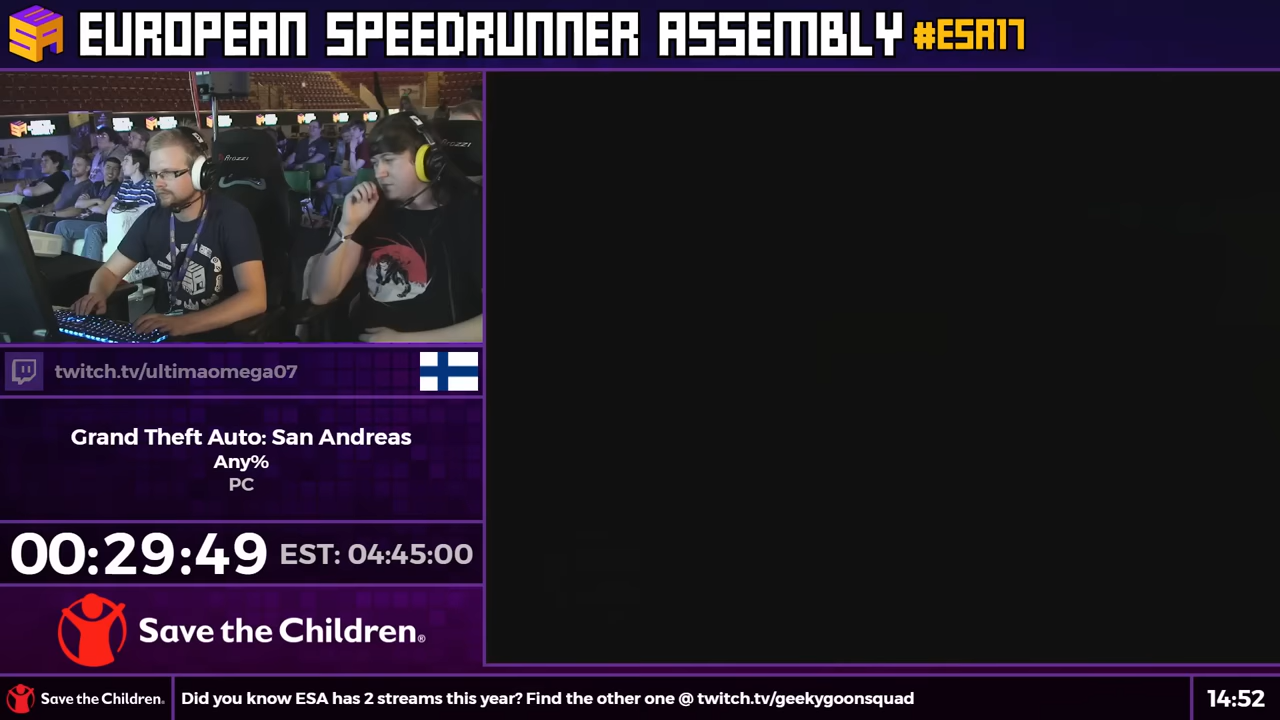 EUROPEAN SPEEDRUNNER ASSEMBLY #ESA17
Arozzi
Arozzi
twitch.tv/ultimaomega07
Grand Theft Auto: San Andreas
Any%
PC
00:29:49 EST: 04:45:00
Save the Children®
Save the Children. Did you know ESA has 2 streams this year? Find the other one @ twitch.tv/geekygoonsquad 14:52